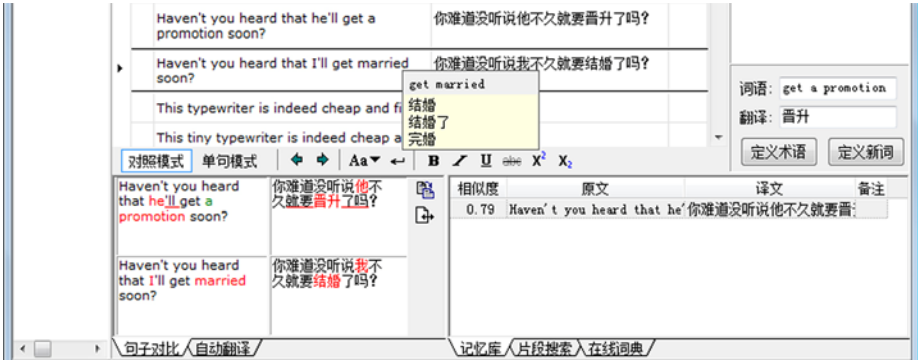 Haven't you heard that he'll get a
promotion soon?
你难道没听说他不久就要晋升了吗?
Haven't you heard that I'll get married
soon?
你难道没听说我不久就要结婚了吗?
get married
结婚
结婚了
完婚
This typewriter is indeed cheap and fi
This tiny typewriter is indeed cheap a
词语: get a promotion
翻译: 晋升
定义术语 定义新词
对照模式 单句模式 Aa B I U abc X² X₂
Haven't you heard
that he'll get a
promotion soon?
你难道没听说他不
久就要晋升了吗?
Haven't you heard
that I'll get married
soon?
你难道没听说我不
久就要结婚了吗?
相似度 原文 译文 备注
0.79 Haven't you heard that he' 你难道没听说他不久就要晋
句子对比 自动翻译
记忆库 片段搜索 在线词典